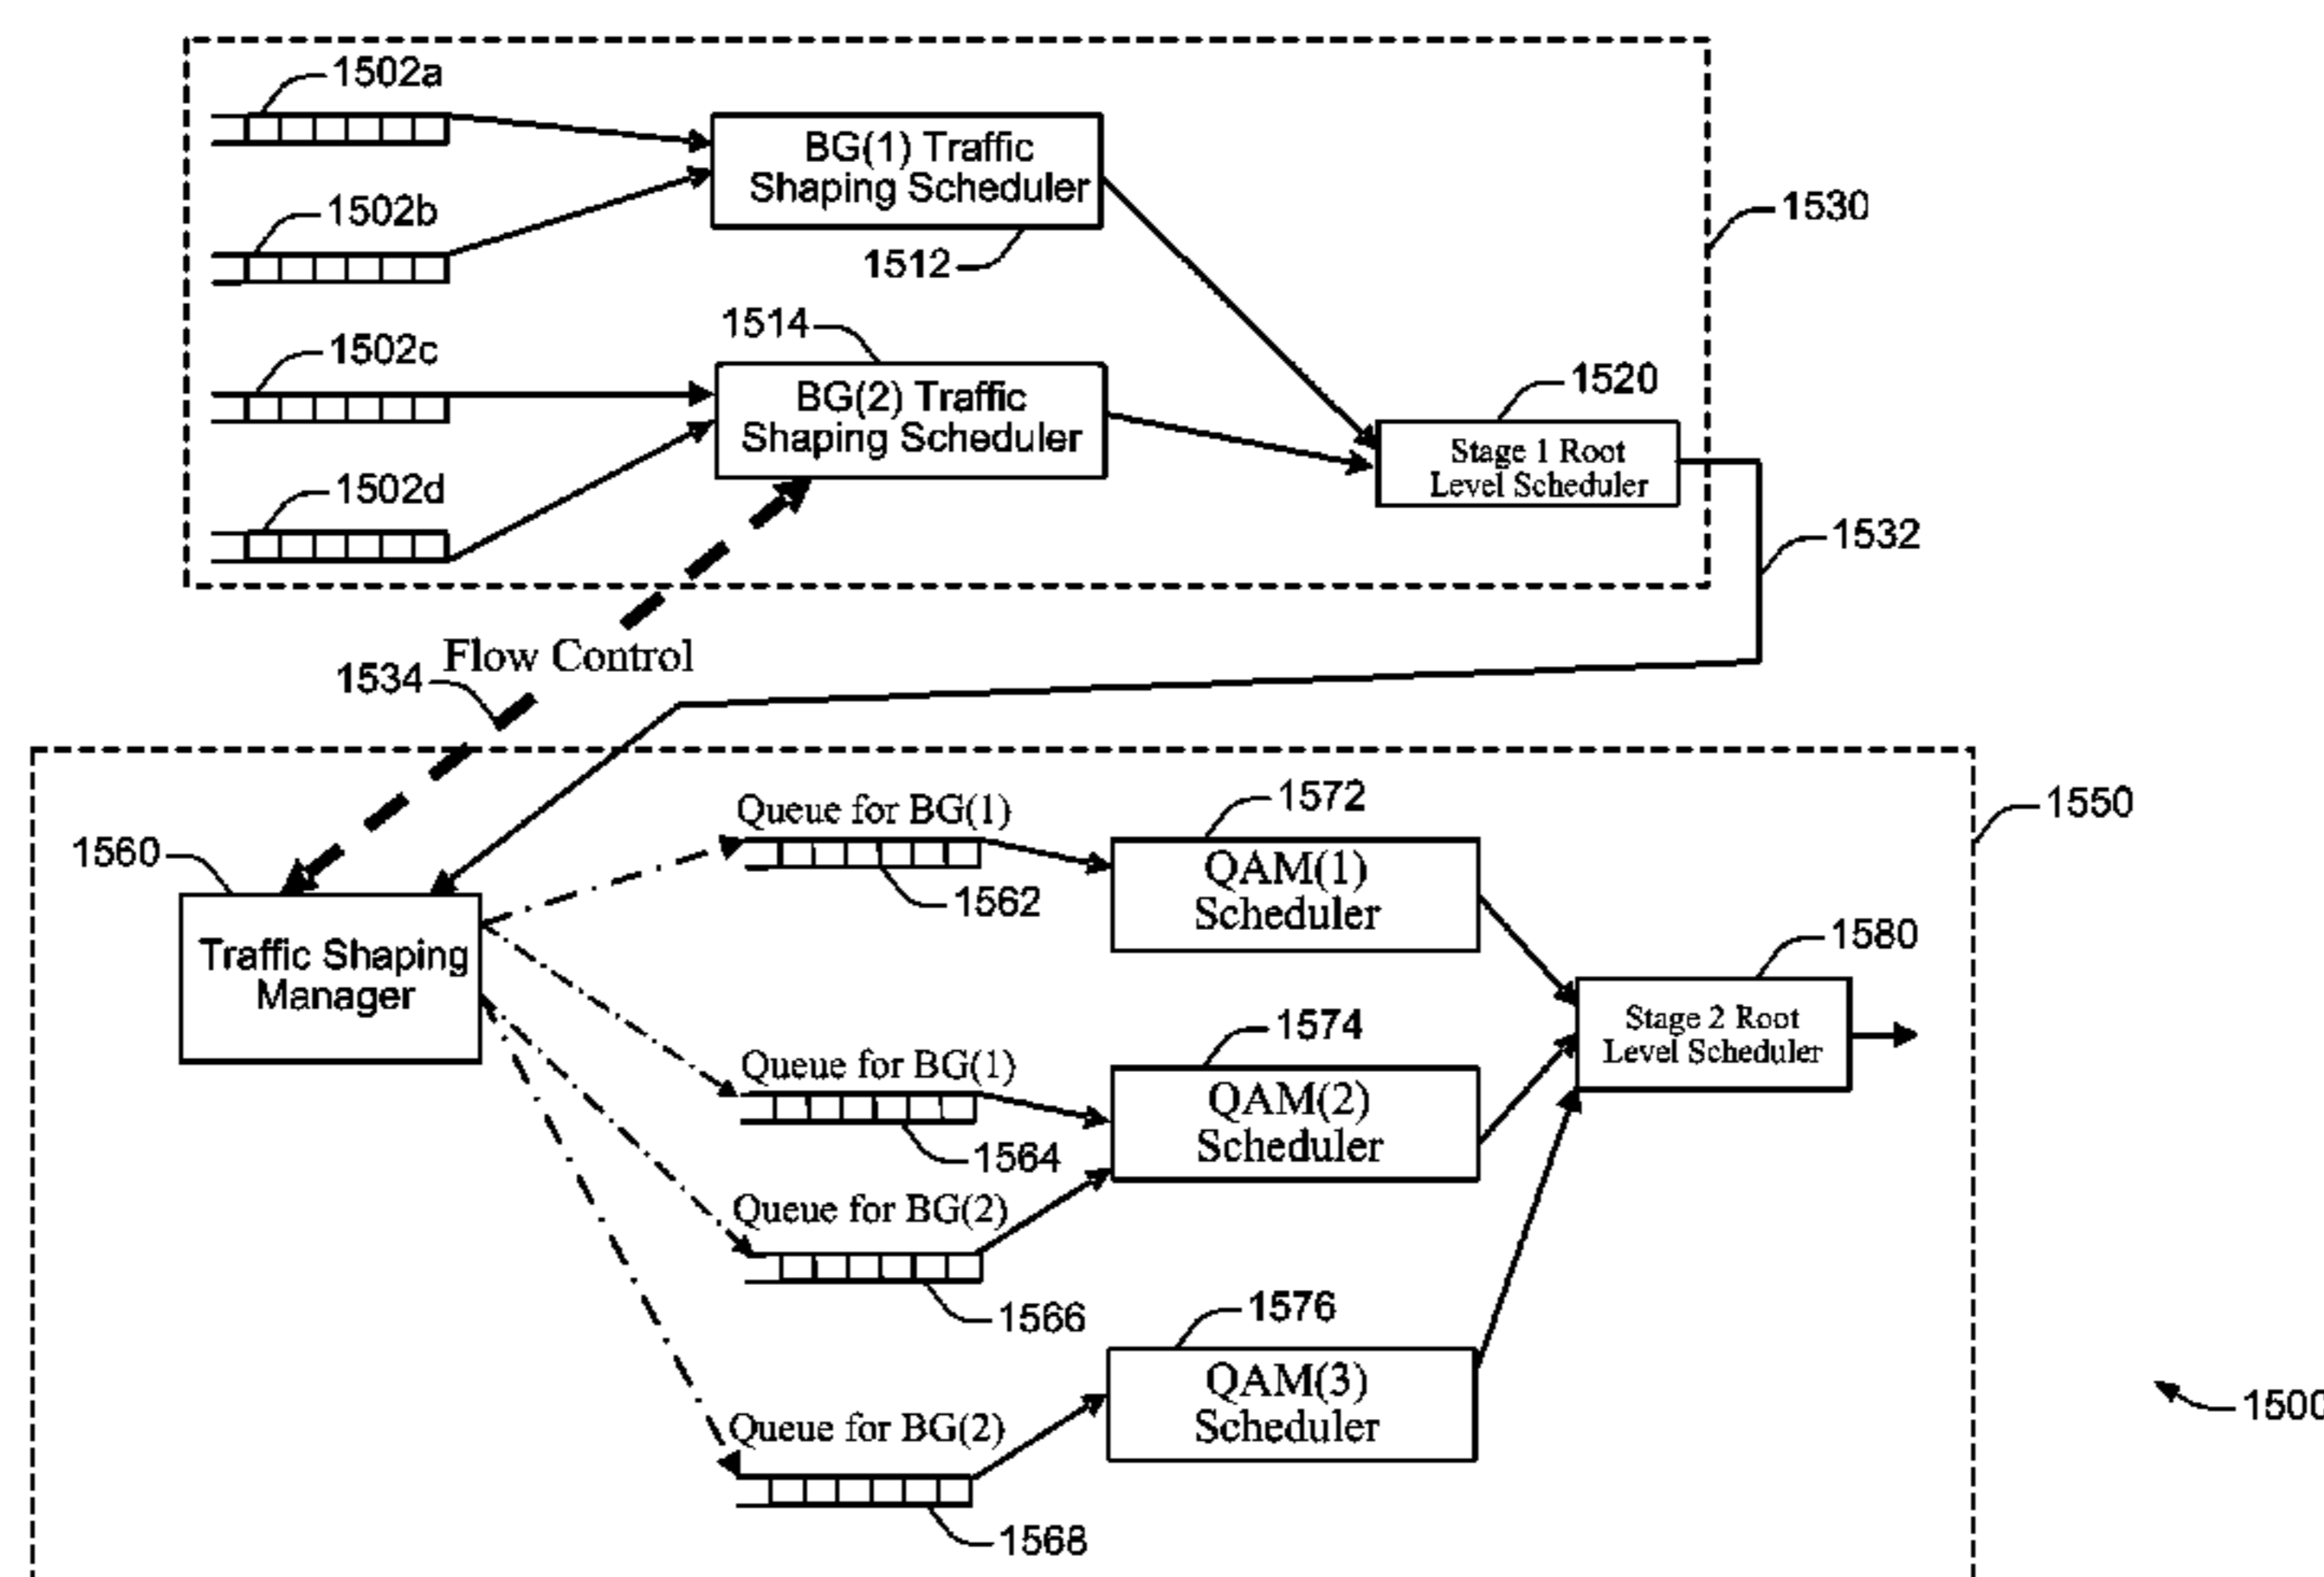 1502a
BG(1) Traffic
Shaping Scheduler
1502b
1530
1512
1514
1502c
1520
BG(2) Traffic
Shaping Scheduler
Stage 1 Root
Level Scheduler
1502d
1532
Flow Control
1534
1572
1550
Queue for BG(1)
1560
QAM(1)
Scheduler
1562
1580
Traffic Shaping
Manager
Stage 2 Root
Level Scheduler
1574
Queue for BG(1)
QAM(2)
Scheduler
1564
Queue for BG(2)
1576
1566
QAM(3)
Scheduler
1500
Queue for BG(2)
1568